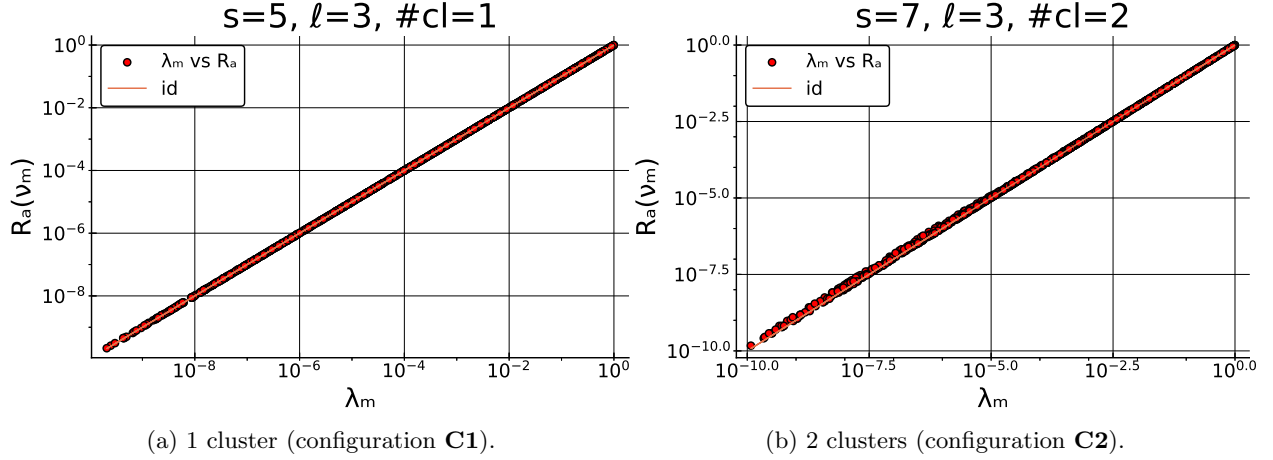 s=5, ℓ=3, #cl=1
10⁰
10⁻²
10⁻⁴
10⁻⁶
10⁻⁸
Rₐ(νₘ)
λₘ vs Rₐ
id
10⁻⁸ 10⁻⁶ 10⁻⁴ 10⁻² 10⁰
λₘ
(a) 1 cluster (configuration C1).
s=7, ℓ=3, #cl=2
10⁰·⁰
10⁻²·⁵
10⁻⁵·⁰
10⁻⁷·⁵
10⁻¹⁰·⁰
Rₐ(νₘ)
λₘ vs Rₐ
id
10⁻¹⁰·⁰ 10⁻⁷·⁵ 10⁻⁵·⁰ 10⁻²·⁵ 10⁰·⁰
λₘ
(b) 2 clusters (configuration C2).